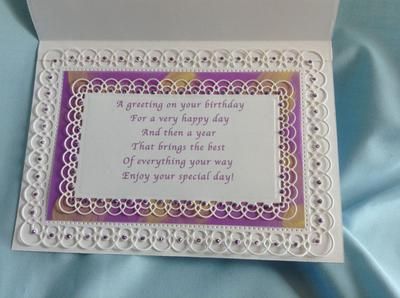 A greeting on your birthday
For a very happy day
And then a year
That brings the best
Of everything your way
Enjoy your special day!